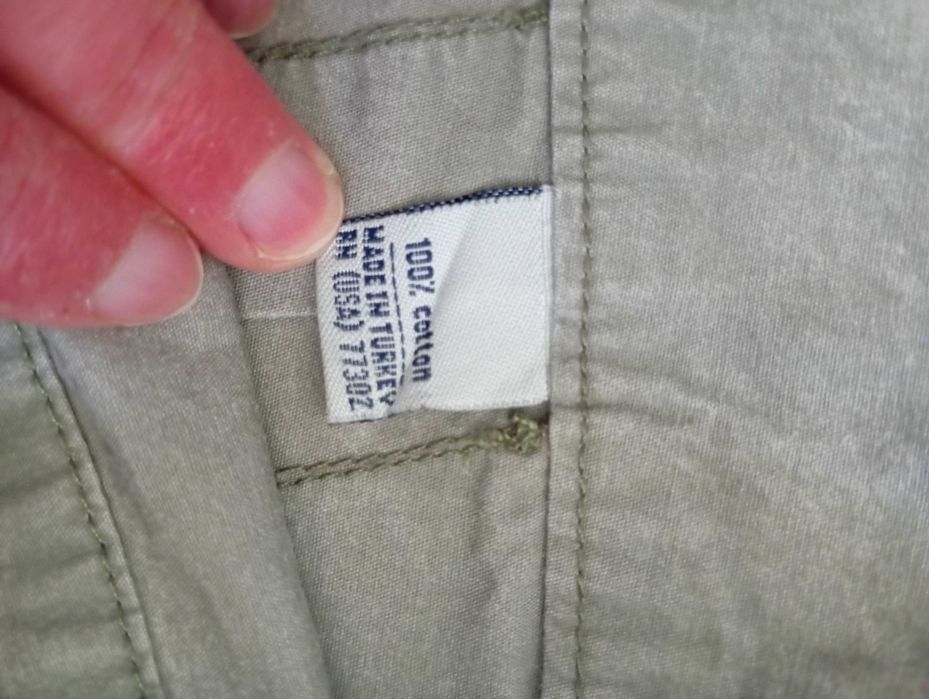 100% cotton
MADE IN TURKEY
RN (USA) 77302